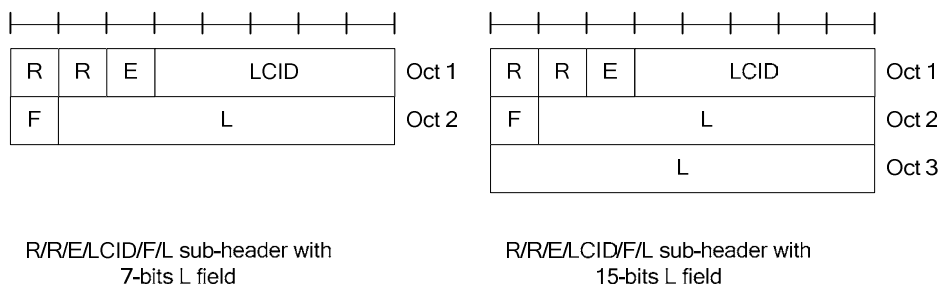 R R E LCID Oct 1
F L Oct 2
R/R/E/LCID/F/L sub-header with
7-bits L field
R R E LCID Oct 1
F L Oct 2
L Oct 3
R/R/E/LCID/F/L sub-header with
15-bits L field